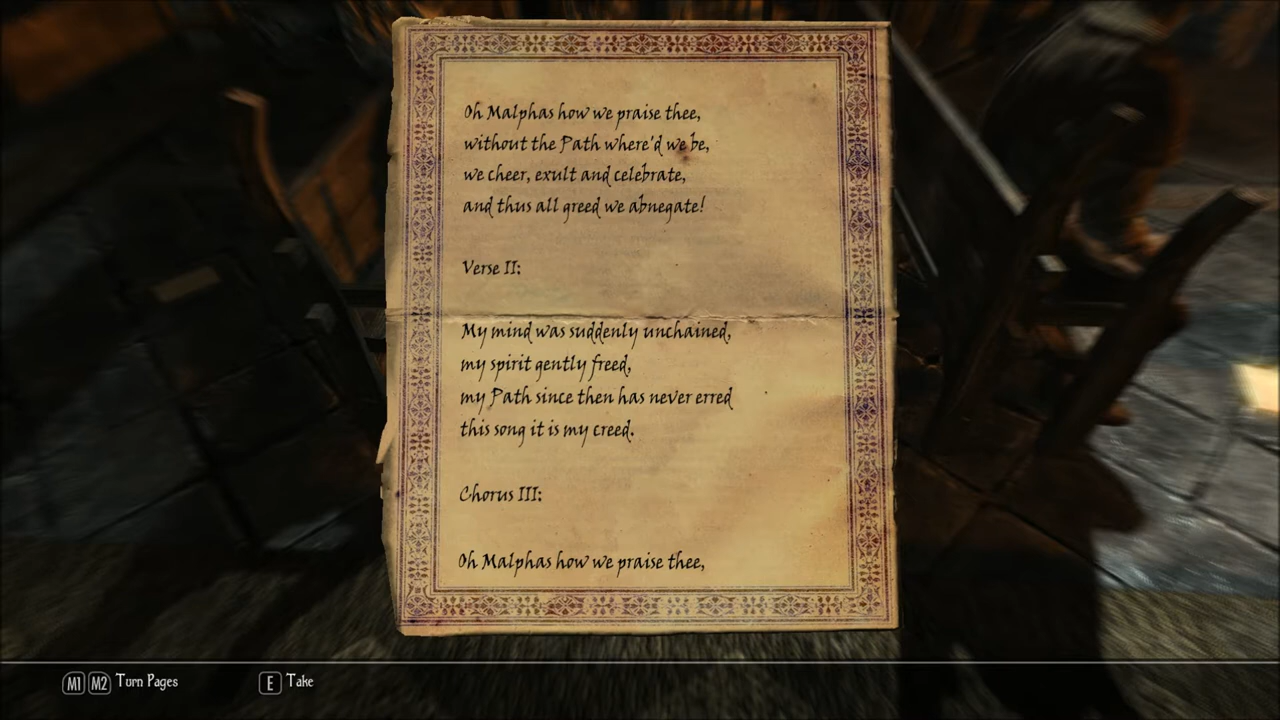 Oh Malphas how we praise thee,
without the Path where'd we be,
we cheer, exult and celebrate,
and thus all greed we abnegate!
Verse II:
My mind was suddenly unchained,
my spirit gently freed,
my Path since then has never erred
this song it is my creed.
Chorus III:
Oh Malphas how we praise thee,
M1 M2 Turn Pages E Take